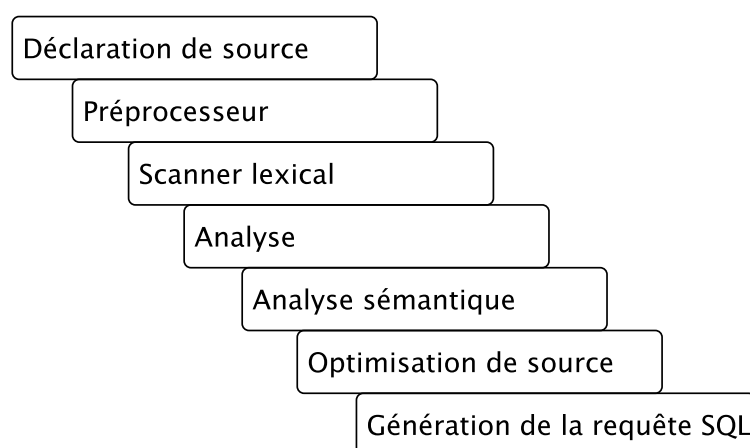 Déclaration de source
Préprocesseur
Scanner lexical
Analyse
Analyse sémantique
Optimisation de source
Génération de la requête SQL